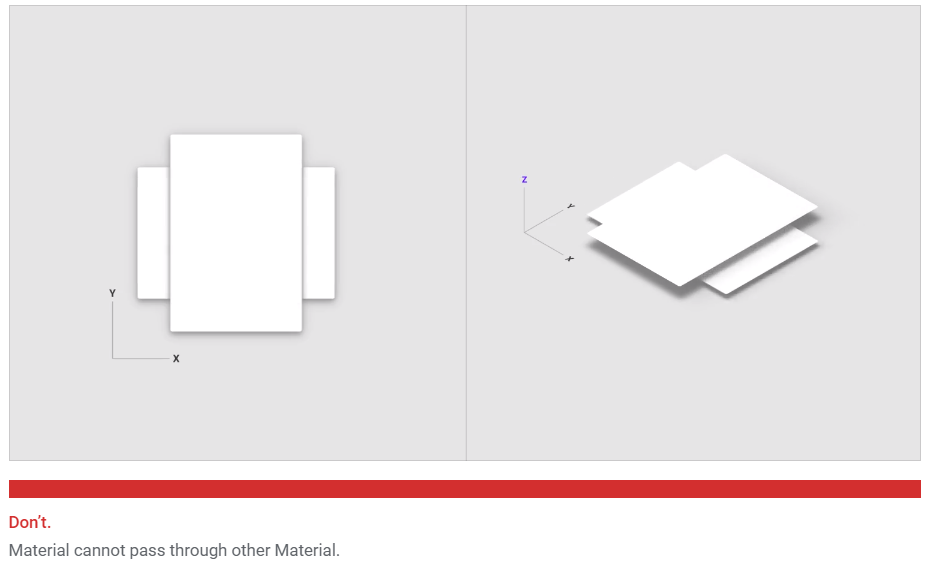 Z
Y
Y
X
X
Don't.
Material cannot pass through other Material.